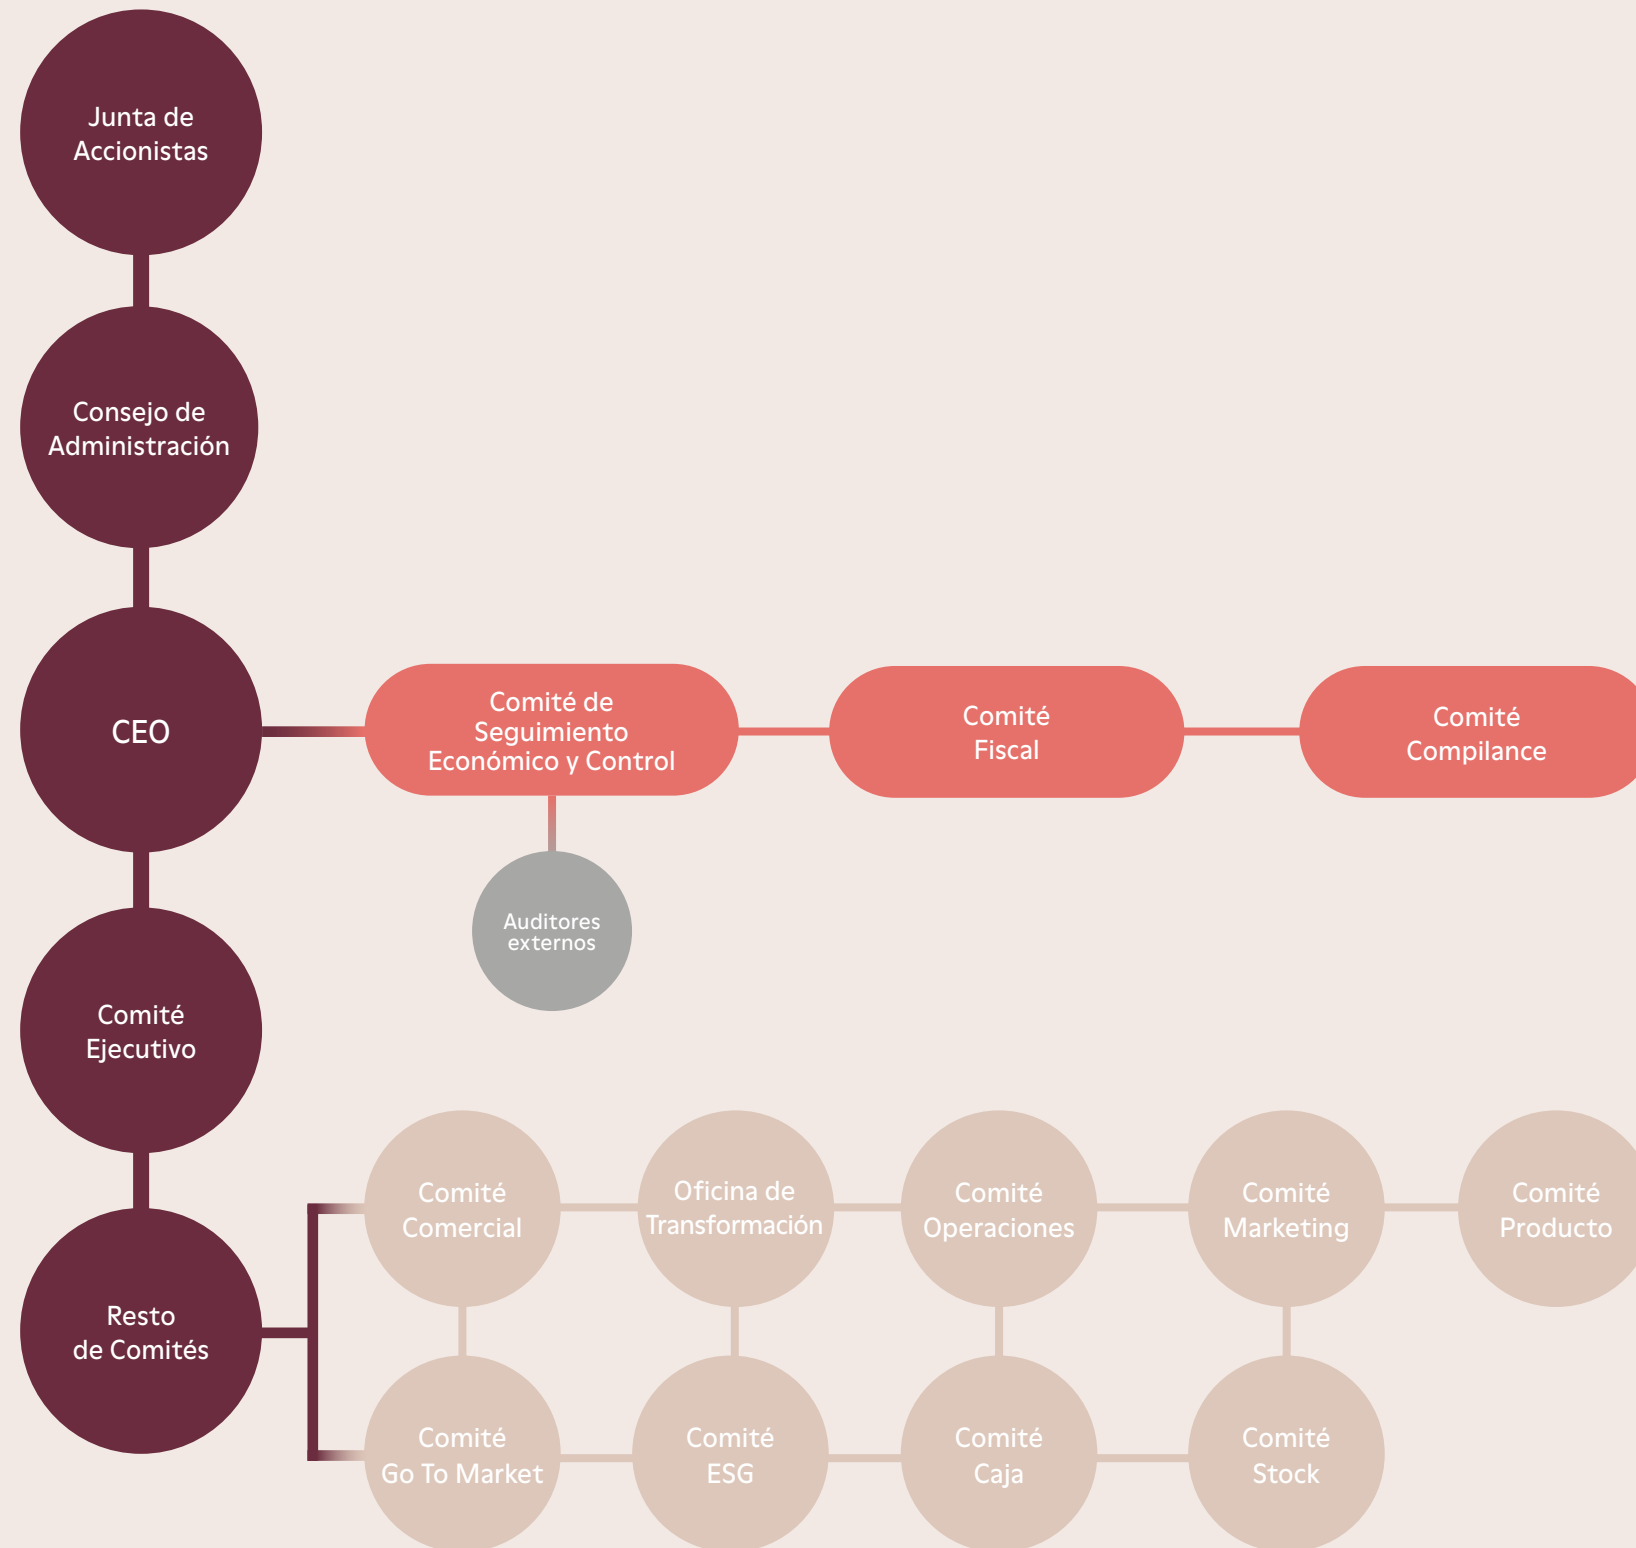 Junta de
Accionistas
Consejo de
Administración
CEO
Comité de
Seguimiento
Económico y Control
Comité
Fiscal
Comité
Compilance
Auditores
externos
Comité
Ejecutivo
Resto
de Comités
Comité
Comercial
Oficina de
Transformación
Comité
Operaciones
Comité
Marketing
Comité
Producto
Comité
Go To Market
Comité
ESG
Comité
Caja
Comité
Stock